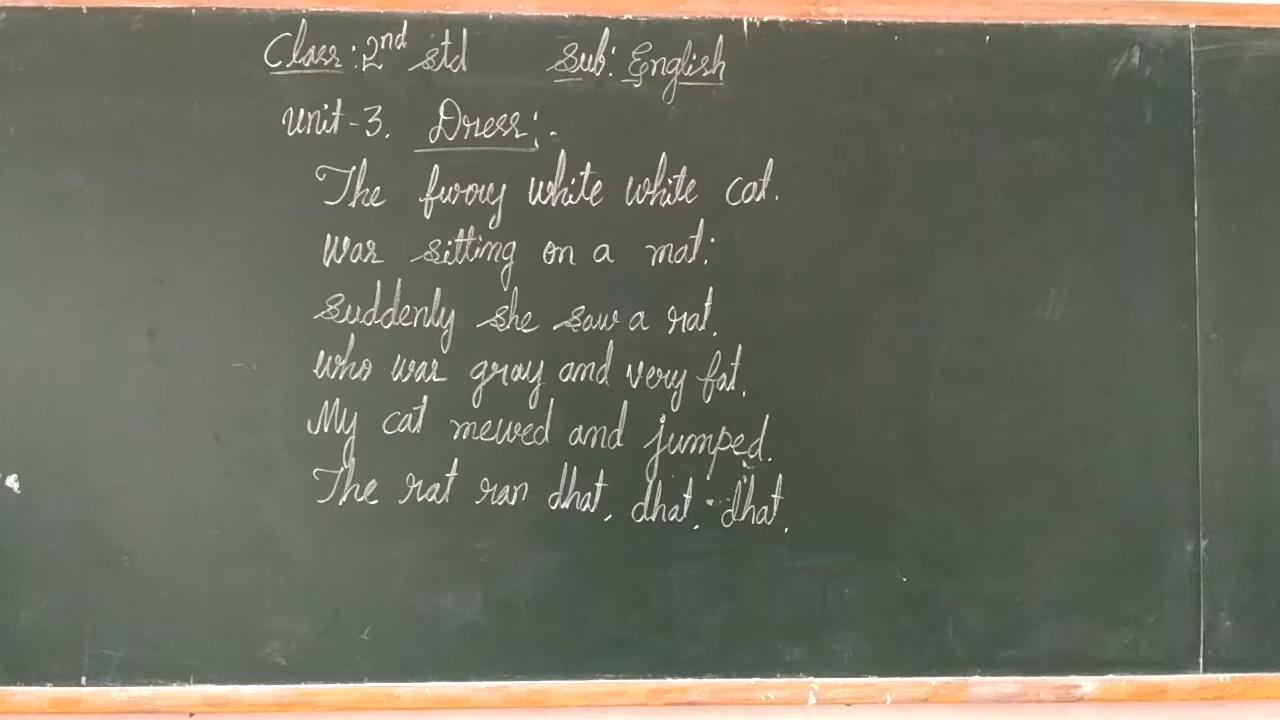 Class: 2nd std Sub: English
Unit-3. Dress:-
The furry white white cat.
was sitting on a mat:
suddenly she saw a rat.
who was gray and very fat.
My cat mewed and jumped.
The rat ran dhat, dhat, dhat.